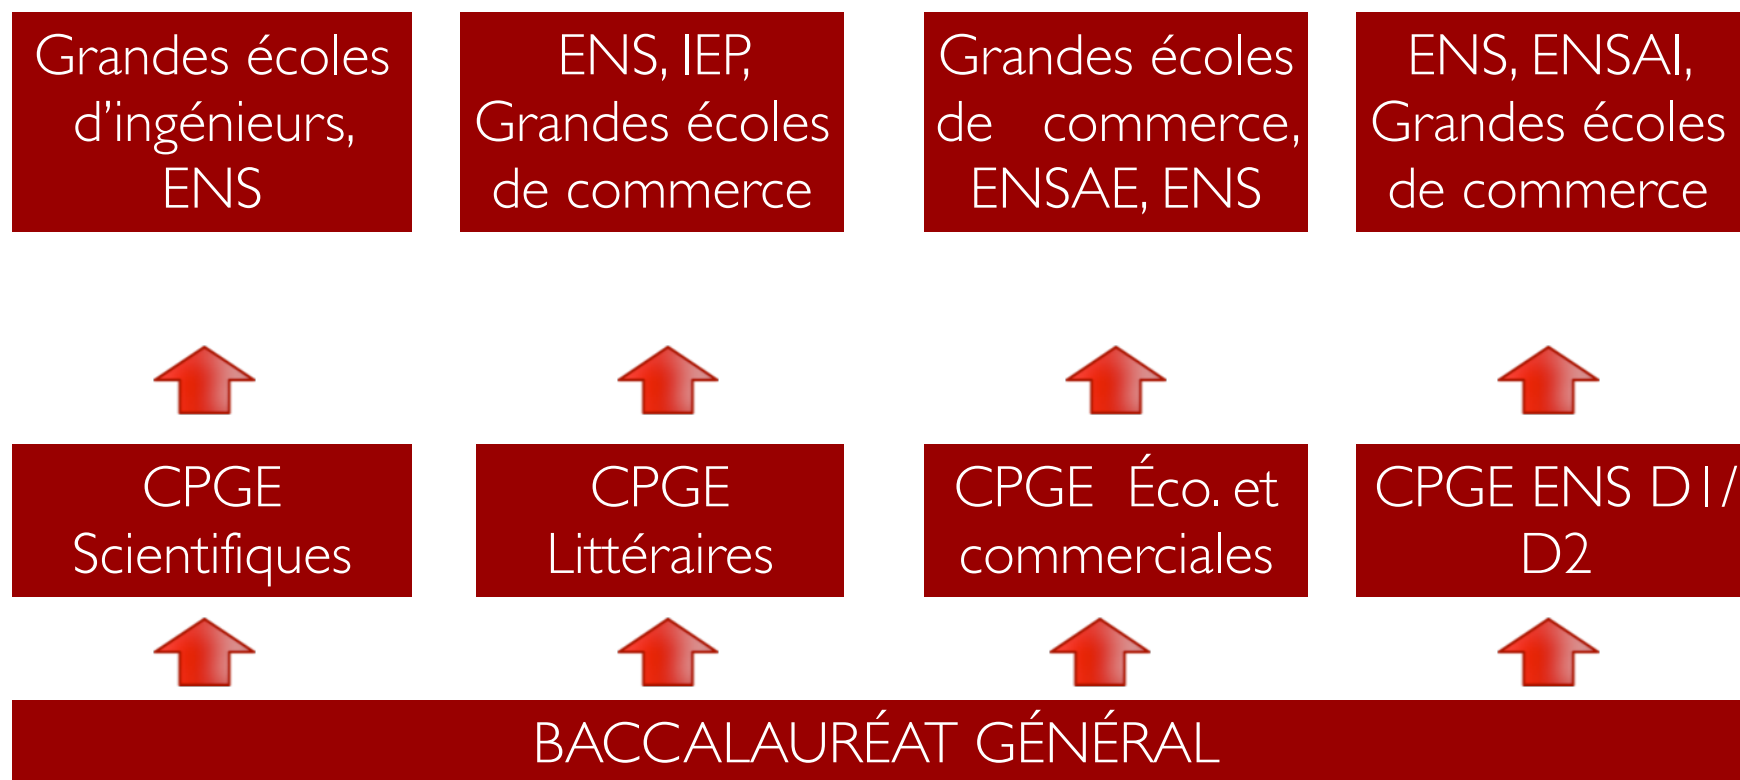 Grandes écoles
d'ingénieurs,
ENS
ENS, IEP,
Grandes écoles
de commerce
Grandes écoles
de commerce,
ENSAE, ENS
ENS, ENSAI,
Grandes écoles
de commerce
CPGE
Scientifiques
CPGE
Littéraires
CPGE Éco. et
commerciales
CPGE ENS D1/
D2
BACCALAURÉAT GÉNÉRAL